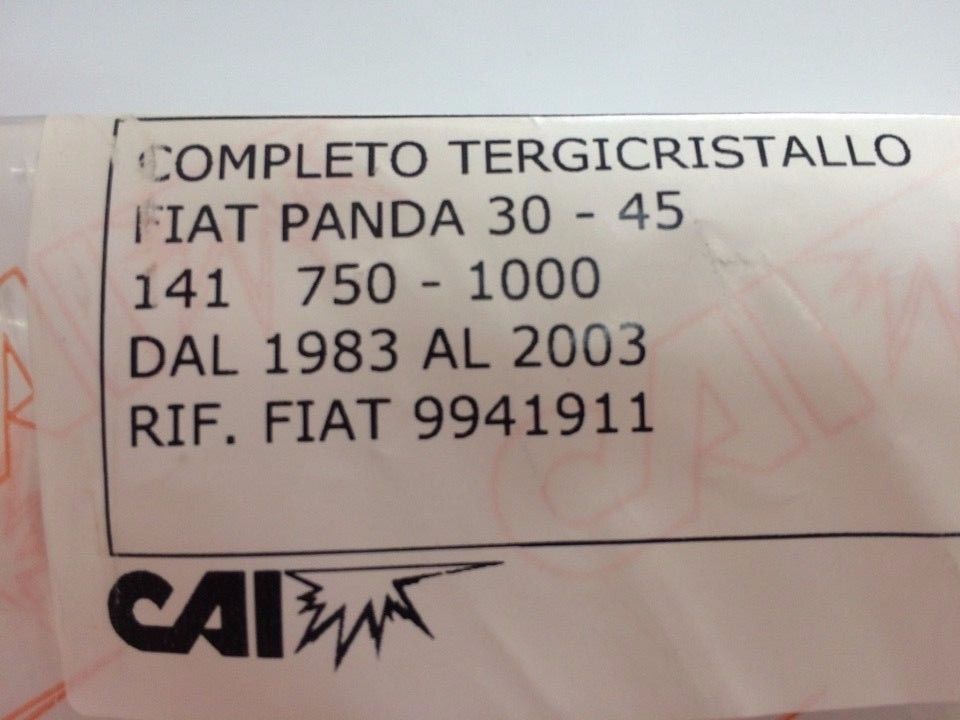 COMPLETO TERGICRISTALLO
FIAT PANDA 30 - 45
141 750 - 1000
DAL 1983 AL 2003
RIF. FIAT 9941911
CAI